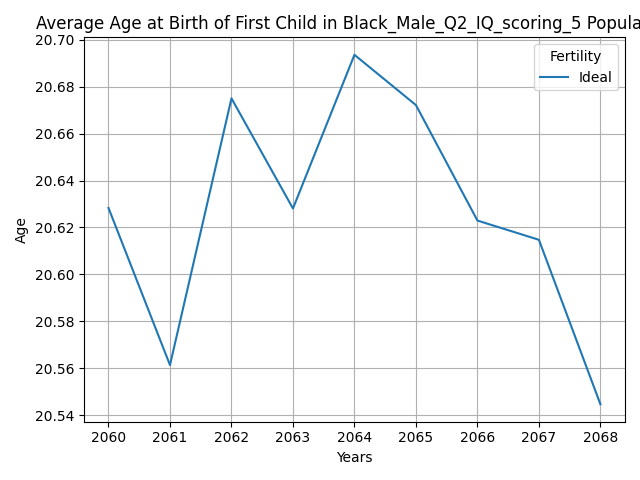 Average Age at Birth of First Child in Black_Male_Q2_IQ_scoring_5 Popula
20.70
Fertility
Ideal
20.68
20.66
20.64
20.62
20.60
20.58
20.56
20.54
Age
2060 2061 2062 2063 2064 2065 2066 2067 2068
Years